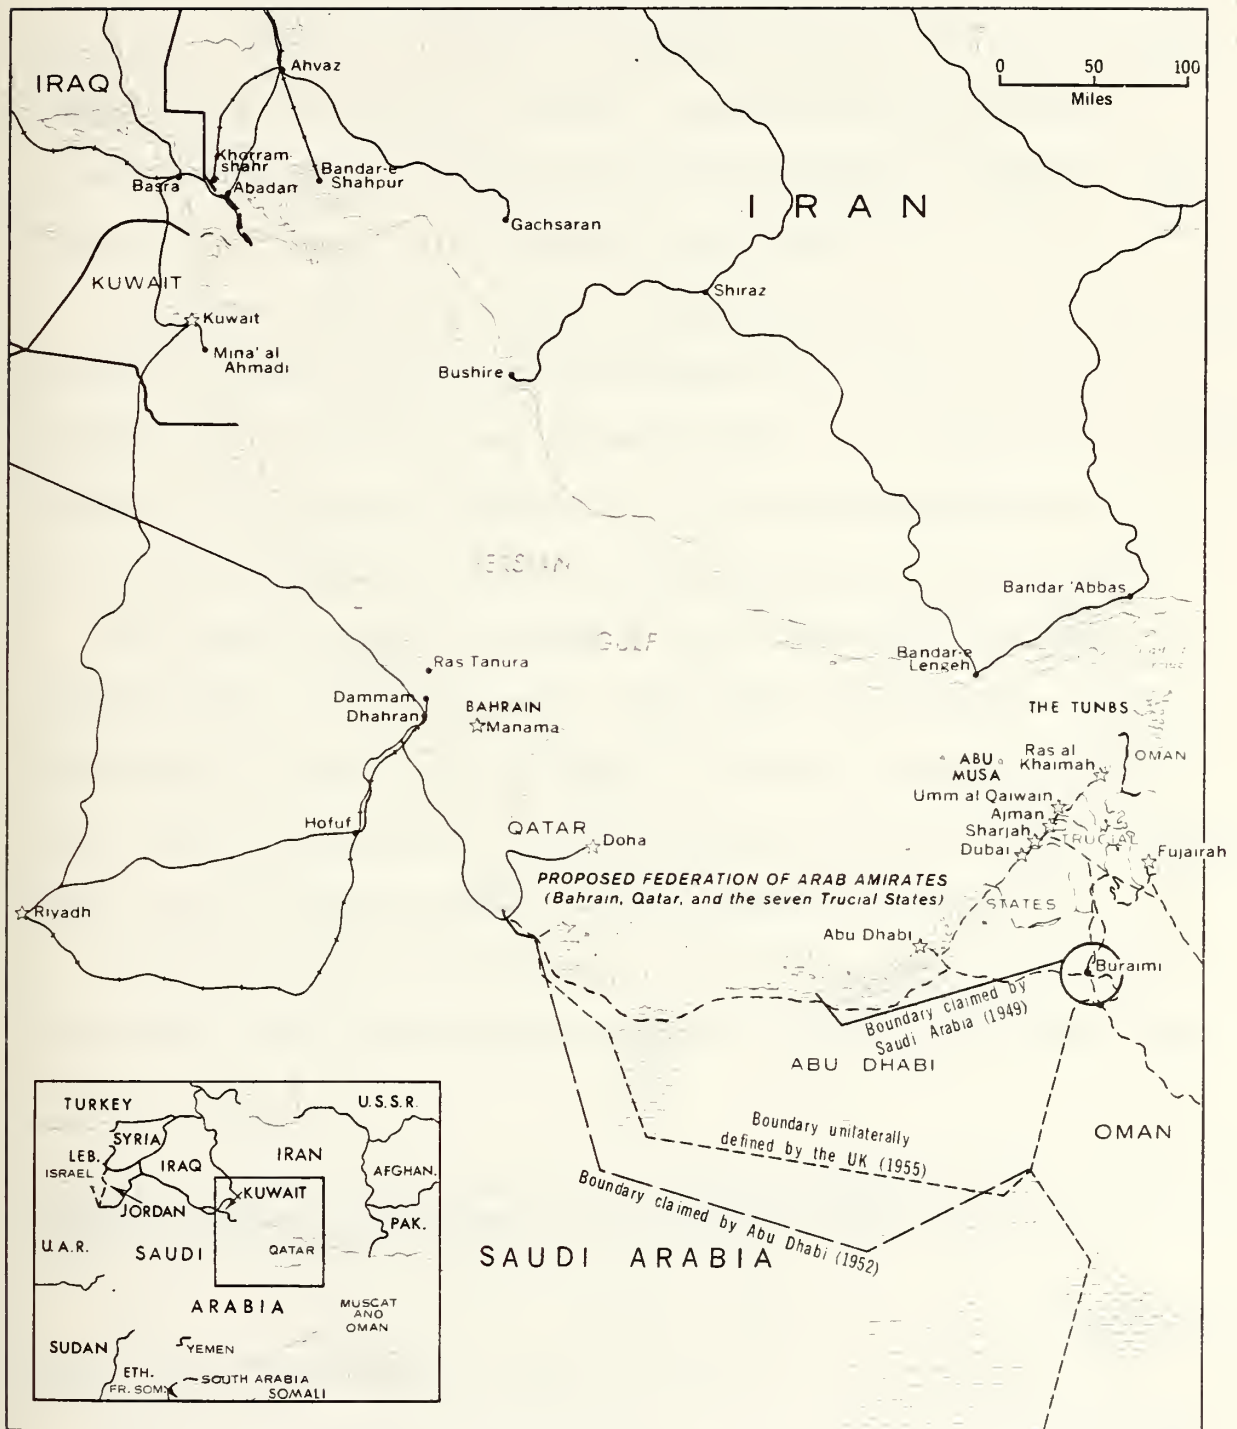 IRAQ
Ahvaz
0 50 100
Miles
Khorram-
shahr
Bandar-e
Shahpur
Basra
Abadan
IRAN
Gachsaran
KUWAIT
Shiraz
Kuwait
Mina' al
Ahmadi
Bushire
PERSIAN
GULF
Bandar 'Abbas
Bandar-e
Lengeh
Ras Tanura
Dammam
Dhahran
BAHRAIN
Manama
THE TUNBS
ABU
MUSA
Ras al
Khaimah
OMAN
Umm al Qaiwain
Ajman
Sharjah
Dubai
TRUCIAL
STATES
Fujairah
Hofuf
QATAR
Doha
PROPOSED FEDERATION OF ARAB AMIRATES
(Bahrain, Qatar, and the seven Trucial States)
Riyadh
Abu Dhabi
Buraimi
Boundary claimed by
Saudi Arabia (1949)
ABU DHABI
Boundary unilaterally
defined by the UK (1955)
OMAN
Boundary claimed by Abu Dhabi (1952)
SAUDI ARABIA
TURKEY
U.S.S.R.
SYRIA
LEB.
ISRAEL
IRAQ
IRAN
AFGHAN.
KUWAIT
JORDAN
PAK.
U.A.R.
SAUDI
QATAR
ARABIA
MUSCAT
AND
OMAN
SUDAN
YEMEN
ETH.
SOUTH ARABIA
FR. SOM.
SOMALI